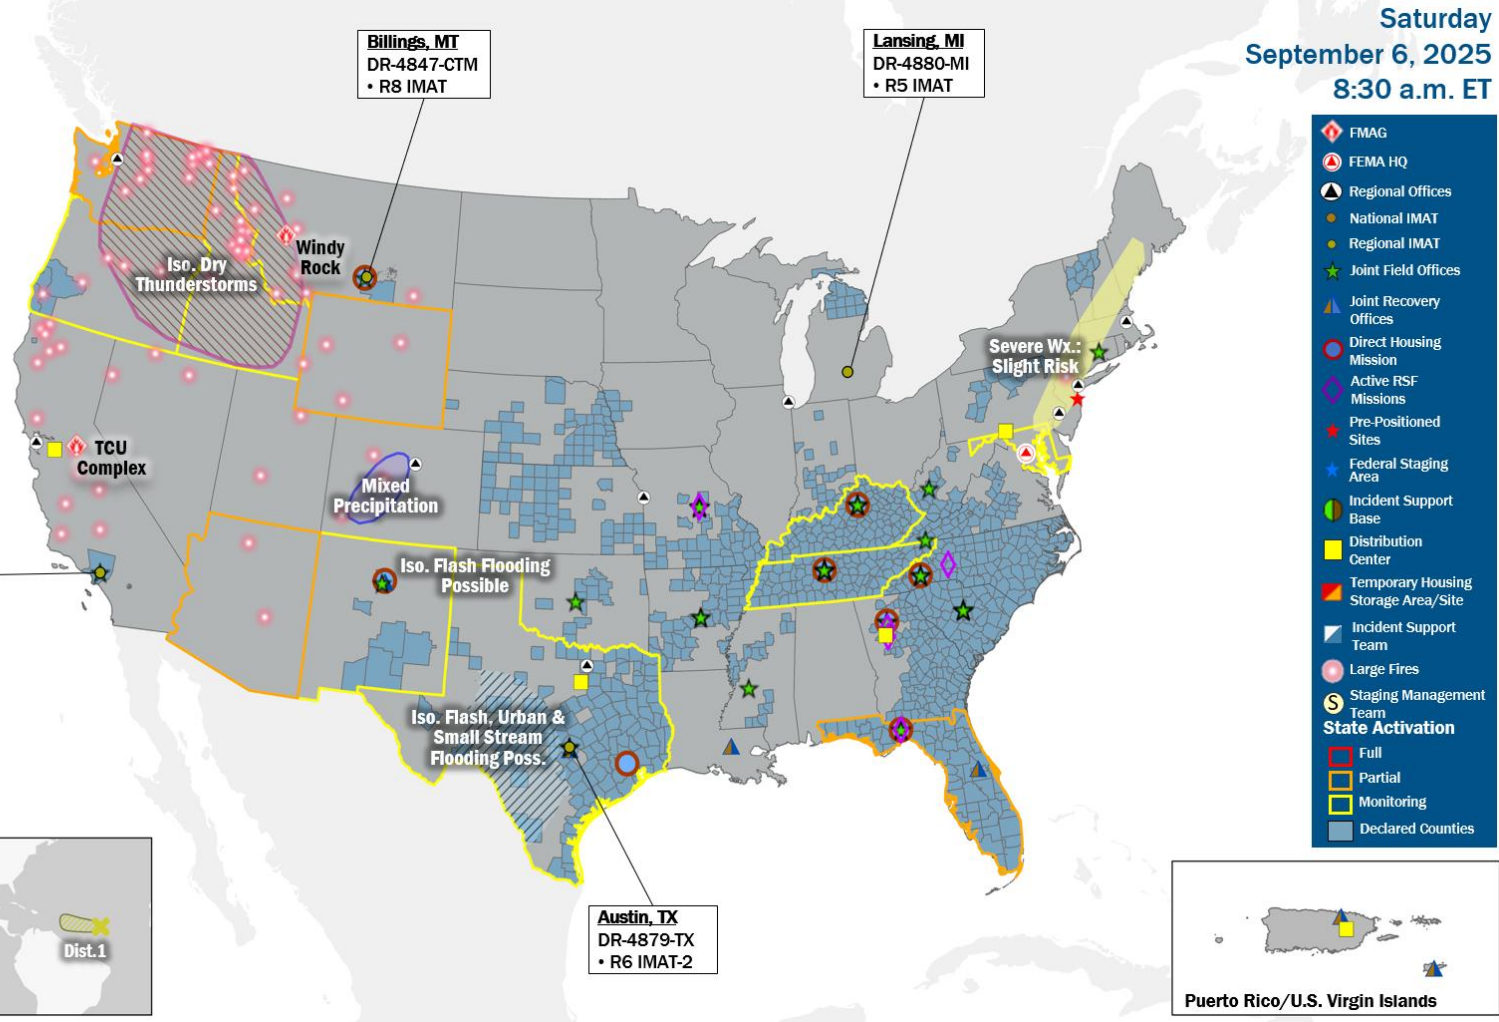 Saturday
September 6, 2025
8:30 a.m. ET
Billings, MT
DR-4847-CTM
• R8 IMAT
Lansing, MI
DR-4880-MI
• R5 IMAT
Windy
Rock
Iso. Dry
Thunderstorms
Severe Wx.:
Slight Risk
TCU
Complex
Mixed
Precipitation
Iso. Flash Flooding
Possible
Iso. Flash, Urban &
Small Stream
Flooding Poss.
Austin, TX
DR-4879-TX
• R6 IMAT-2
Dist.1
Puerto Rico/U.S. Virgin Islands
FMAG
FEMA HQ
Regional Offices
National IMAT
Regional IMAT
Joint Field Offices
Joint Recovery
Offices
Direct Housing
Mission
Active RSF
Missions
Pre-Positioned
Sites
Federal Staging
Area
Incident Support
Base
Distribution
Center
Temporary Housing
Storage Area/Site
Incident Support
Team
Large Fires
S
Staging Management
Team
State Activation
Full
Partial
Monitoring
Declared Counties